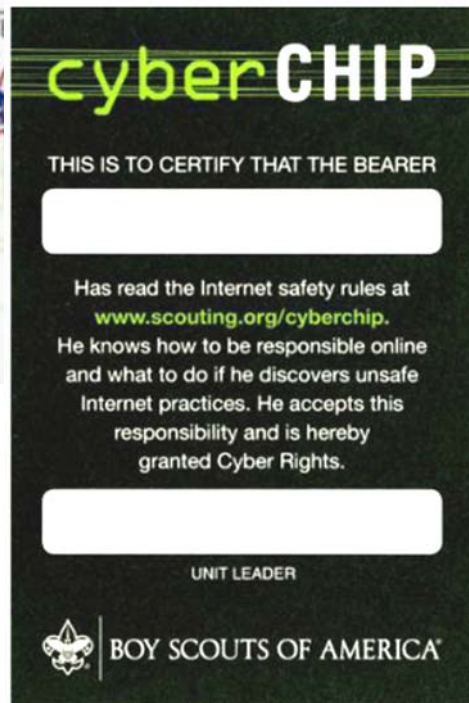 cyberCHIP
THIS IS TO CERTIFY THAT THE BEARER
Has read the Internet safety rules at
www.scouting.org/cyberchip.
He knows how to be responsible online
and what to do if he discovers unsafe
Internet practices. He accepts this
responsibility and is hereby
granted Cyber Rights.
UNIT LEADER
BOY SCOUTS OF AMERICA®